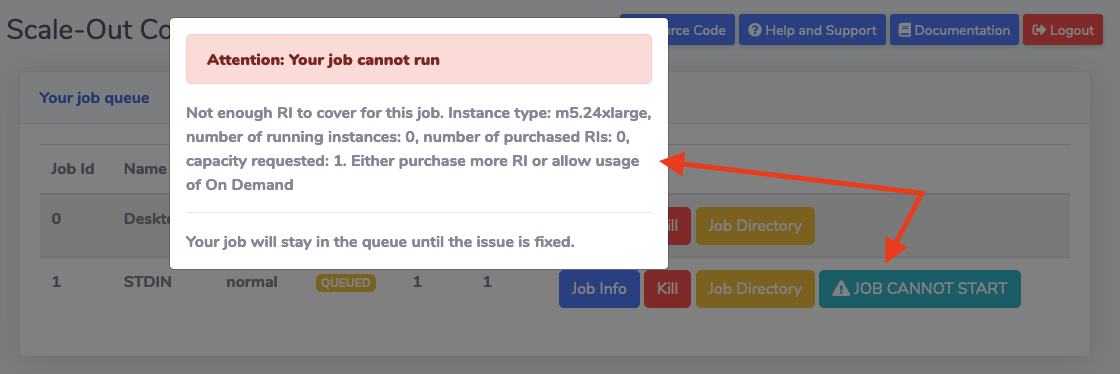 Scale-Out Co
urce Code
Help and Support
Documentation
Logout
Attention: Your job cannot run
Your job queue
Not enough RI to cover for this job. Instance type: m5.24xlarge,
number of running instances: 0, number of purchased RIs: 0,
capacity requested: 1. Either purchase more RI or allow usage
of On Demand
Job Id Name
0 Deskto
ill Job Directory
Your job will stay in the queue until the issue is fixed.
1 STDIN normal QUEUED 1 1 Job Info Kill Job Directory JOB CANNOT START